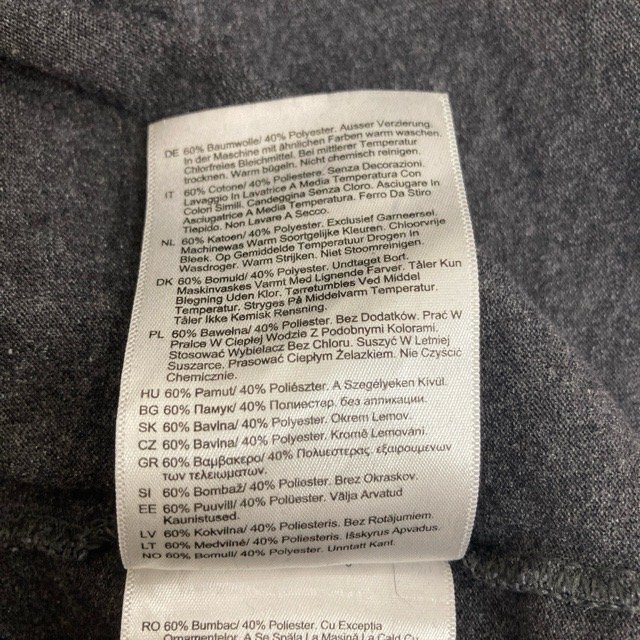 DE 60% Baumwolle/ 40% Polyester. Ausser Verzierung.
In der Maschine mit ähnlichen Farben warm waschen.
Chlorfreies Bleichmittel. Bei mittlerer Temperatur
trocknen. Warm bügeln. Nicht chemisch reinigen.
IT 60% Cotone/ 40% Poliestere. Senza Decorazioni.
Lavaggio In Lavatrice A Media Temperatura Con
Colori Simili. Candeggina Senza Cloro. Asciugare In
Asciugatrice A Media Temperatura. Ferro Da Stiro
Tiepido. Non Lavare A Secco.
NL 60% Katoen/ 40% Polyester. Exclusief Garneersel.
Machinewas Warm Soortgelijke Kleuren. Chloorvrije
Bleek. Op Gemiddelde Temperatuur Drogen In
Wasdroger. Warm Strijken. Niet Stoomreinigen.
DK 60% Bomuld/ 40% Polyester. Undtaget Bort.
Maskinvaskes Varmt Med Lignende Farver. Tåler Kun
Blegning Uden Klor. Tørretumbles Ved Middel
Temperatur. Stryges På Middelvarm Temperatur.
Tåler Ikke Kemisk Rensning.
PL 60% Bawełna/ 40% Poliester. Bez Dodatków. Prać W
Pralce W Ciepłej Wodzie Z Podobnymi Kolorami.
Stosować Wybielacz Bez Chloru. Suszyć W Letniej
Suszarce. Prasować Ciepłym Żelazkiem. Nie Czyścić
Chemicznie.
HU 60% Pamut/ 40% Poliészter. A Szegélyeken Kívül.
BG 60% Памук/ 40% Полиестер. без апликации.
SK 60% Bavlna/ 40% Polyester. Okrem Lemov.
CZ 60% Bavlna/ 40% Polyester. Kromě Lemování.
GR 60% Βαμβακερο/ 40% Πολυεστερας. εξαιρουμενων
των τελειωματων.
SI 60% Bombaž/ 40% Poliester. Brez Okraskov.
EE 60% Puuvill/ 40% Polüester. Välja Arvatud
Kaunistused.
LV 60% Kokvilna/ 40% Poliesteris. Bez Rotājumiem.
LT 60% Medvilnė/ 40% Poliesteris. Išskyrus Apvadus.
NO 60% Bomull/ 40% Polyester. Unntatt Kant.
RO 60% Bumbac/ 40% Poliester. Cu Excepția
Ornamentelor. A Se Spăla La Mașină La Cald Cu